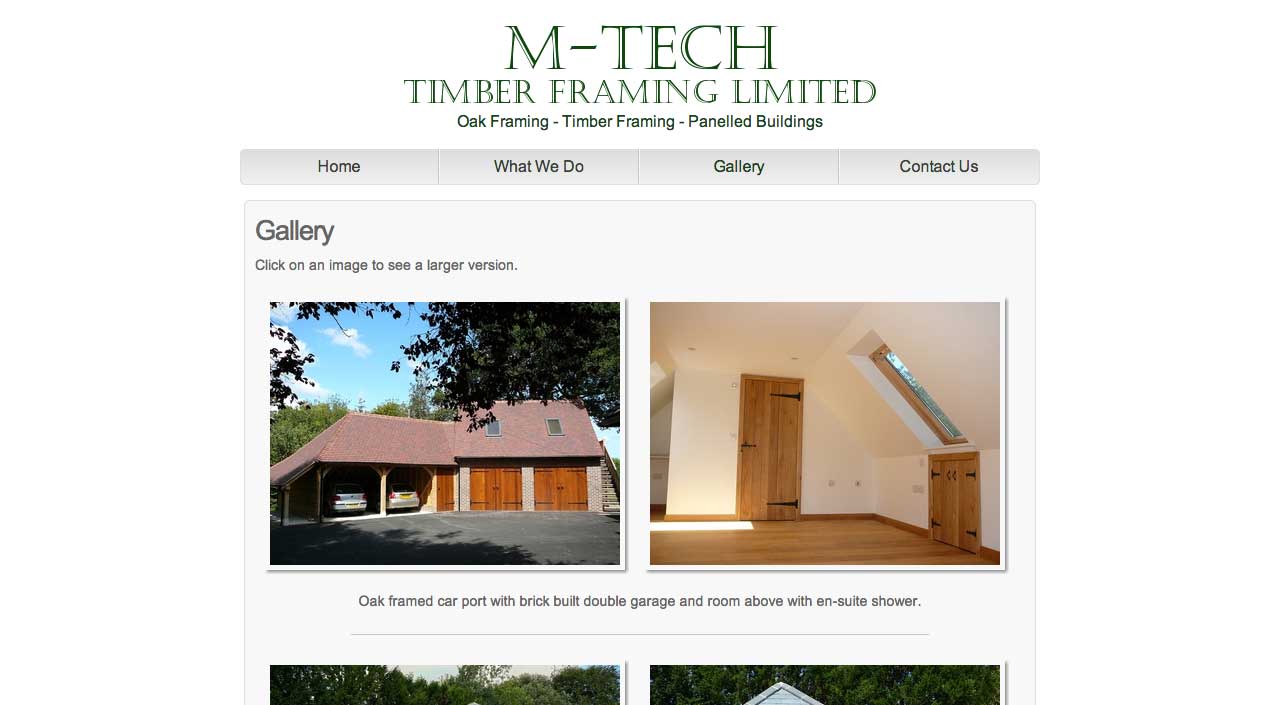 M-TECH
TIMBER FRAMING LIMITED
Oak Framing - Timber Framing - Panelled Buildings
Home
What We Do
Gallery
Contact Us
Gallery
Click on an image to see a larger version.
Oak framed car port with brick built double garage and room above with en-suite shower.